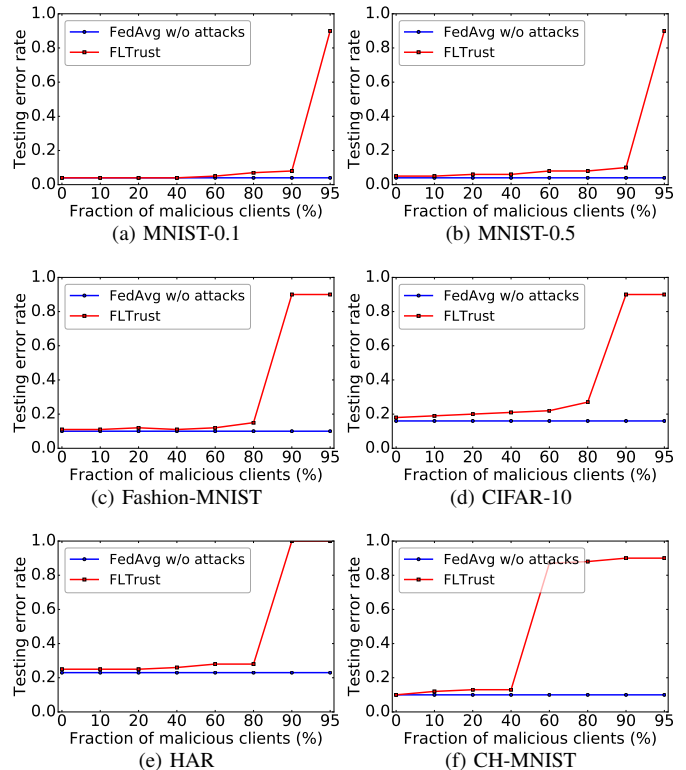 1.0
0.8
0.6
0.4
0.2
0.0
Testing error rate
FedAvg w/o attacks
FLTrust
0 10 20 40 60 80 90 95
Fraction of malicious clients (%)
(a) MNIST-0.1
1.0
0.8
0.6
0.4
0.2
0.0
Testing error rate
FedAvg w/o attacks
FLTrust
0 10 20 40 60 80 90 95
Fraction of malicious clients (%)
(b) MNIST-0.5
1.0
0.8
0.6
0.4
0.2
0.0
Testing error rate
FedAvg w/o attacks
FLTrust
0 10 20 40 60 80 90 95
Fraction of malicious clients (%)
(c) Fashion-MNIST
1.0
0.8
0.6
0.4
0.2
0.0
Testing error rate
FedAvg w/o attacks
FLTrust
0 10 20 40 60 80 90 95
Fraction of malicious clients (%)
(d) CIFAR-10
1.0
0.8
0.6
0.4
0.2
0.0
Testing error rate
FedAvg w/o attacks
FLTrust
0 10 20 40 60 80 90 95
Fraction of malicious clients (%)
(e) HAR
1.0
0.8
0.6
0.4
0.2
0.0
Testing error rate
FedAvg w/o attacks
FLTrust
0 10 20 40 60 80 90 95
Fraction of malicious clients (%)
(f) CH-MNIST